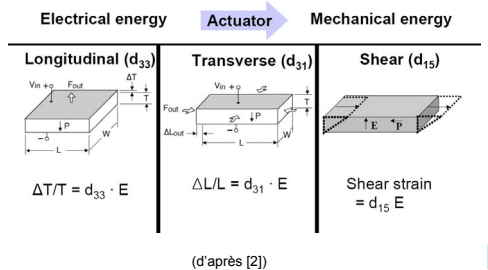 Electrical energy Actuator Mechanical energy
Longitudinal (d33)
Vin +
Fout
ΔT
T
P
W
L
ΔT/T = d33 · E
Transverse (d31)
Vin +
T
Fout
P
W
ΔLout
L
ΔL/L = d31 · E
Shear (d15)
E
P
Shear strain
= d15 E
(d'après [2])